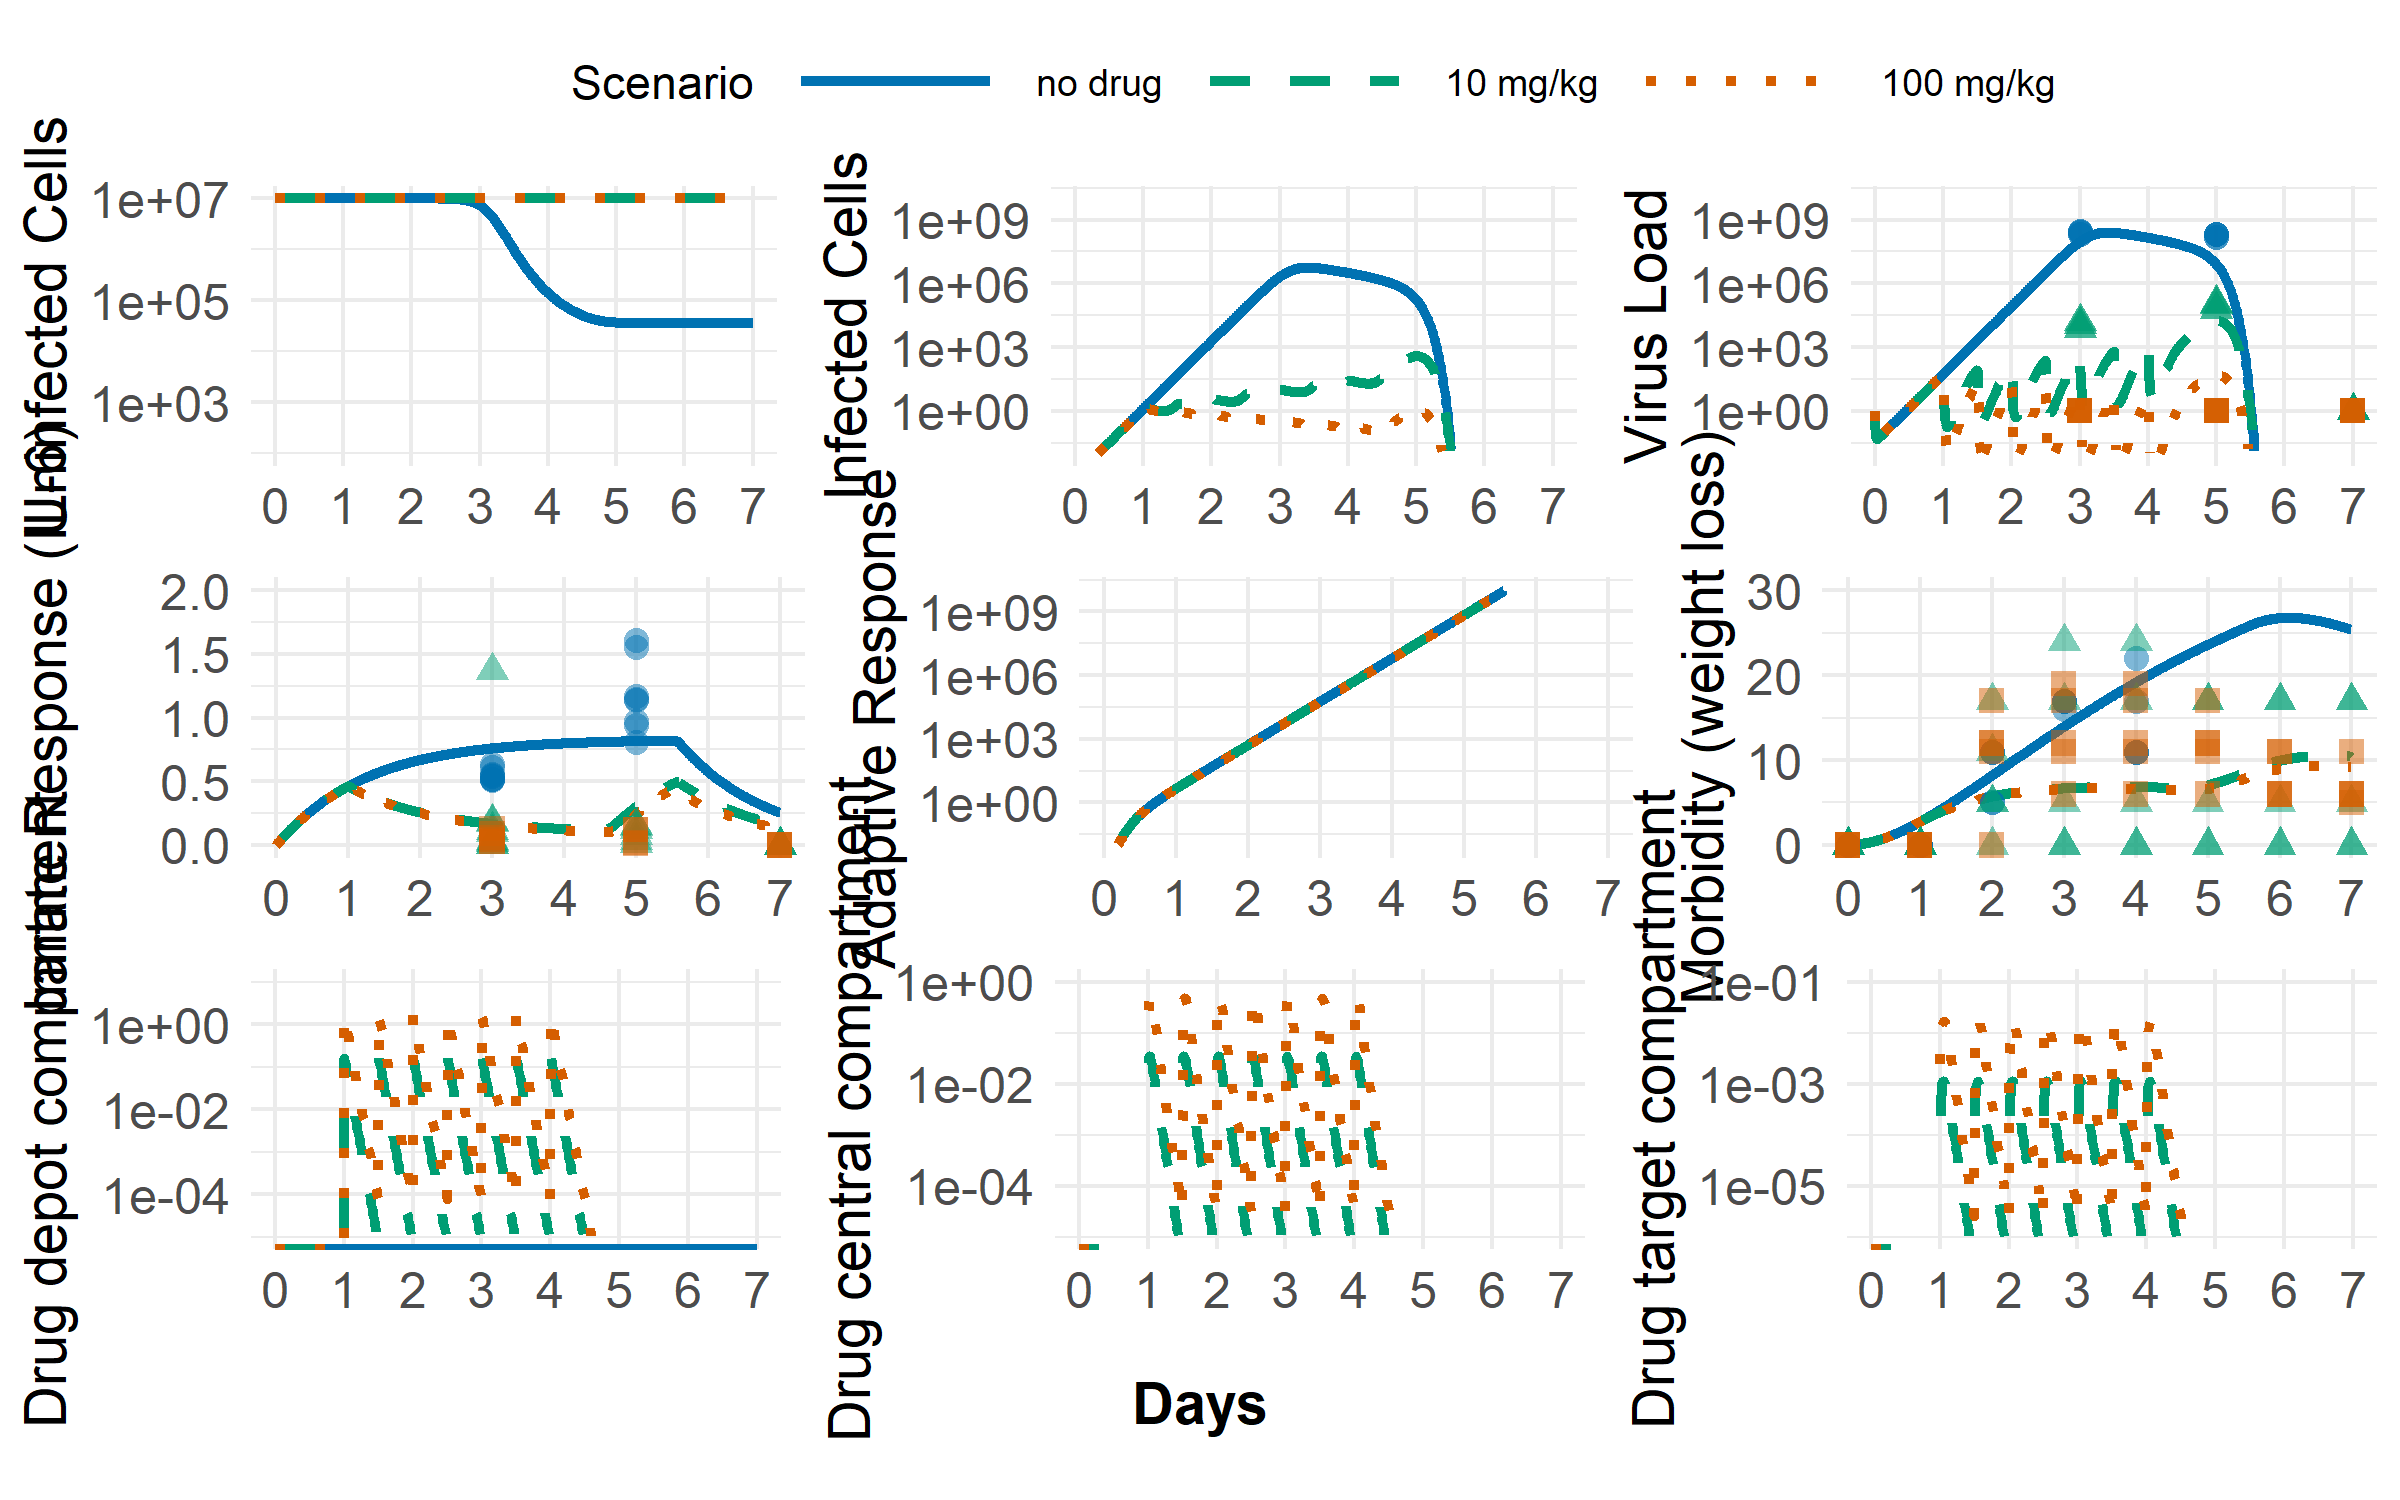 Scenario no drug 10 mg/kg 100 mg/kg
Uninfected Cells
1e+07
1e+05
1e+03
0 1 2 3 4 5 6 7
Infected Cells
1e+09
1e+06
1e+03
1e+00
0 1 2 3 4 5 6 7
Virus Load
1e+09
1e+06
1e+03
1e+00
0 1 2 3 4 5 6 7
Innate Response (IL-6)
2.0
1.5
1.0
0.5
0.0
0 1 2 3 4 5 6 7
Adaptive Response
1e+09
1e+06
1e+03
1e+00
0 1 2 3 4 5 6 7
Morbidity (weight loss)
30
20
10
0
0 1 2 3 4 5 6 7
Drug depot compartment
1e+00
1e-02
1e-04
0 1 2 3 4 5 6 7
Drug central compartment
1e+00
1e-02
1e-04
0 1 2 3 4 5 6 7
Drug target compartment
1e-01
1e-03
1e-05
0 1 2 3 4 5 6 7
Days